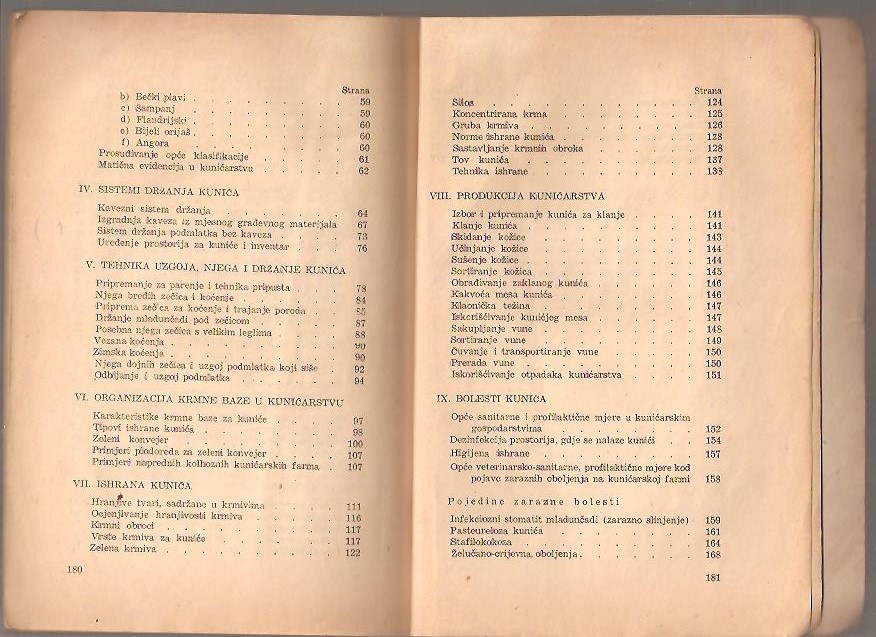 Strana
b) Bečki plavi . . . . . . . . 59
c) Šampanj . . . . . . . . 59
d) Flandrijski . . . . . . . . 60
e) Bijeli orijaš . . . . . . . . 60
f) Angora . . . . . . . . 60
Prosuđivanje opće klasifikacije . . . . . 61
Matična evidencija u kunićarstvu . . . . . 62
IV. SISTEMI DRŽANJA KUNIĆA
Kavezni sistem držanja . . . . . . . 64
Izgradnja kaveza iz mjesnog građevnog materijala 67
Sistem držanja podmlatka bez kaveza . . . . 73
Uređenje prostorija za kuniće i inventar . . . 76
V. TEHNIKA UZGOJA, NJEGA I DRŽANJE KUNIĆA
Pripremanje za parenje i tehnika pripusta . . . 78
Njega bređih zečica i koćenje . . . . . . 84
Priprema zečica za koćenje i trajanje poroda . . 85
Držanje mladunčadi pod zečicom . . . . . 87
Posebna njega zečica s velikim leglima . . . . 88
Vezana koćenja . . . . . . . . . 90
Zimska koćenja . . . . . . . . . 90
Njega dojnih zečica i uzgoj podmlatka koji siše . 92
Odbijanje i uzgoj podmlatka . . . . . . 94
VI. ORGANIZACIJA KRMNE BAZE U KUNIĆARSTVU
Karakteristike krmne baze za kuniće . . . . 97
Tipovi ishrane kunića . . . . . . . 98
Zeleni konvejer . . . . . . . . . 100
Primjeri plodoreda za zeleni konvejer . . . . 107
Primjeri naprednih kolhoznih kunićarskih farma . 107
VII. ISHRANA KUNIĆA
Hranjive tvari, sadržane u krmivima . . . . 111
Ocjenjivanje hranjivosti krmiva . . . . . 116
Krmni obroci . . . . . . . . . 117
Vrste krmiva za kuniće . . . . . . . 117
Zelena krmiva . . . . . . . . . 122
180
Strana
Silos . . . . . . . . . . 124
Koncentrirana krma . . . . . . . 125
Gruba krmiva . . . . . . . . 126
Norme ishrane kunića . . . . . . . 128
Sastavljanje krmnih obroka . . . . . . 128
Tov kunića . . . . . . . . . 137
Tehnika ishrane . . . . . . . . 138
VIII. PRODUKCIJA KUNIĆARSTVA
Izbor i pripremanje kunića za klanje . . . . 141
Klanje kunića . . . . . . . . . 141
Skidanje kožice . . . . . . . . 143
Učinjanje kožice . . . . . . . . 144
Sušenje kožice . . . . . . . . . 144
Sortiranje kožica . . . . . . . . 145
Obrađivanje zaklanog kunića . . . . . 146
Kakvoća mesa kunića . . . . . . . 146
Klaonička težina . . . . . . . . 147
Iskorišćivanje kunićjeg mesa . . . . . 147
Sakupljanje vune . . . . . . . . 148
Sortiranje vune . . . . . . . . 149
Čuvanje i transportiranje vune . . . . . 150
Prerada vune . . . . . . . . . 150
Iskorišćivanje otpadaka kunićarstva . . . . 151
IX. BOLESTI KUNIĆA
Opće sanitarne i profilaktične mjere u kunićarskim
gospodarstvima . . . . . . . . 152
Dezinfekcija prostorija, gdje se nalaze kunići . . 154
Higijena ishrane . . . . . . . . 157
Opće veterinarsko-sanitarne, profilaktične mjere kod
pojave zaraznih oboljenja na kunićarskoj farmi 158
Pojedine zarazne bolesti
Infekciozni stomatit mladunčadi (zarazno slinjenje) 159
Pasteureloza kunića . . . . . . . 161
Stafilokokoza . . . . . . . . . 164
Želučano-crijevna oboljenja . . . . . . 168
181